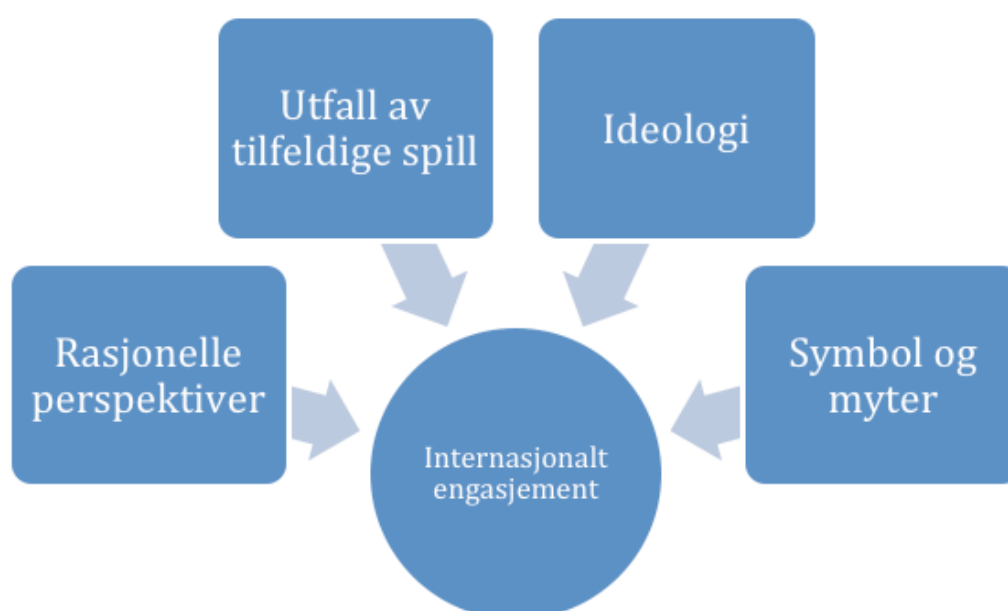 Utfall av
tilfeldige spill
Ideologi
Rasjonelle
perspektiver
Symbol og
myter
Internasjonalt
engasjement